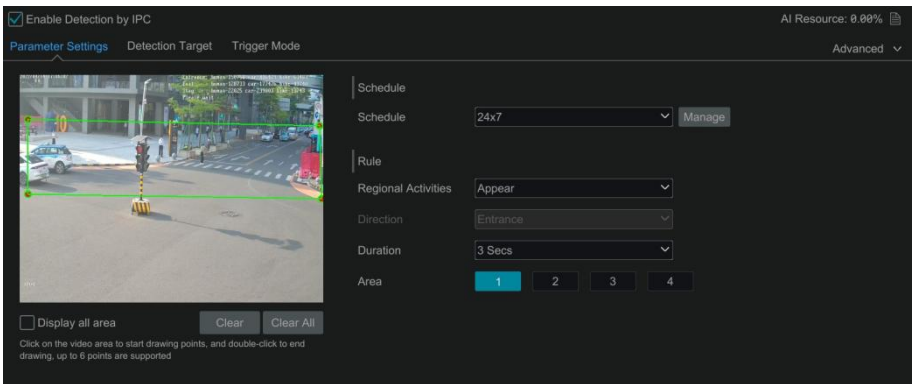 Enable Detection by IPC
AI Resource: 0.00%
Parameter Settings
Detection Target
Trigger Mode
Advanced
Schedule
Schedule
24x7
Manage
Rule
Regional Activities
Appear
Direction
Entrance
Duration
3 Secs
Area
1
2
3
4
Display all area
Clear
Clear All
Click on the video area to start drawing points, and double-click to end
drawing, up to 6 points are supported